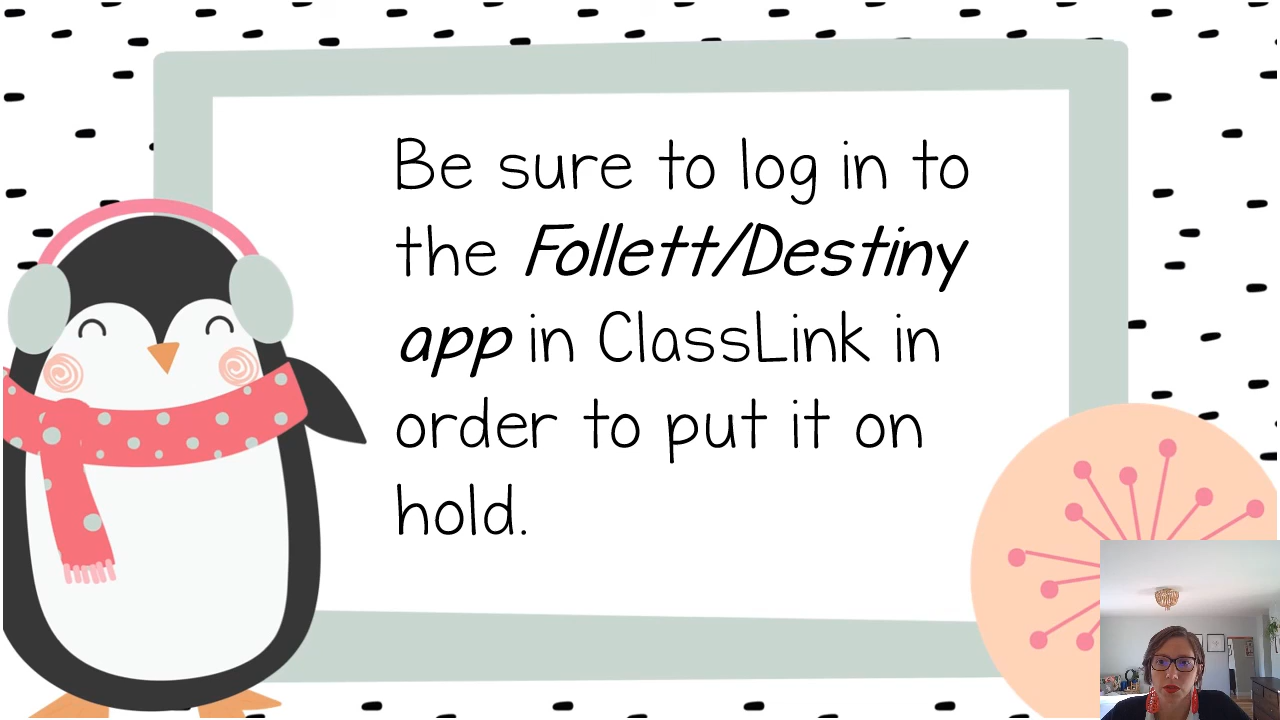 Be sure to log in to
the Follett/Destiny
app in ClassLink in
order to put it on
hold.